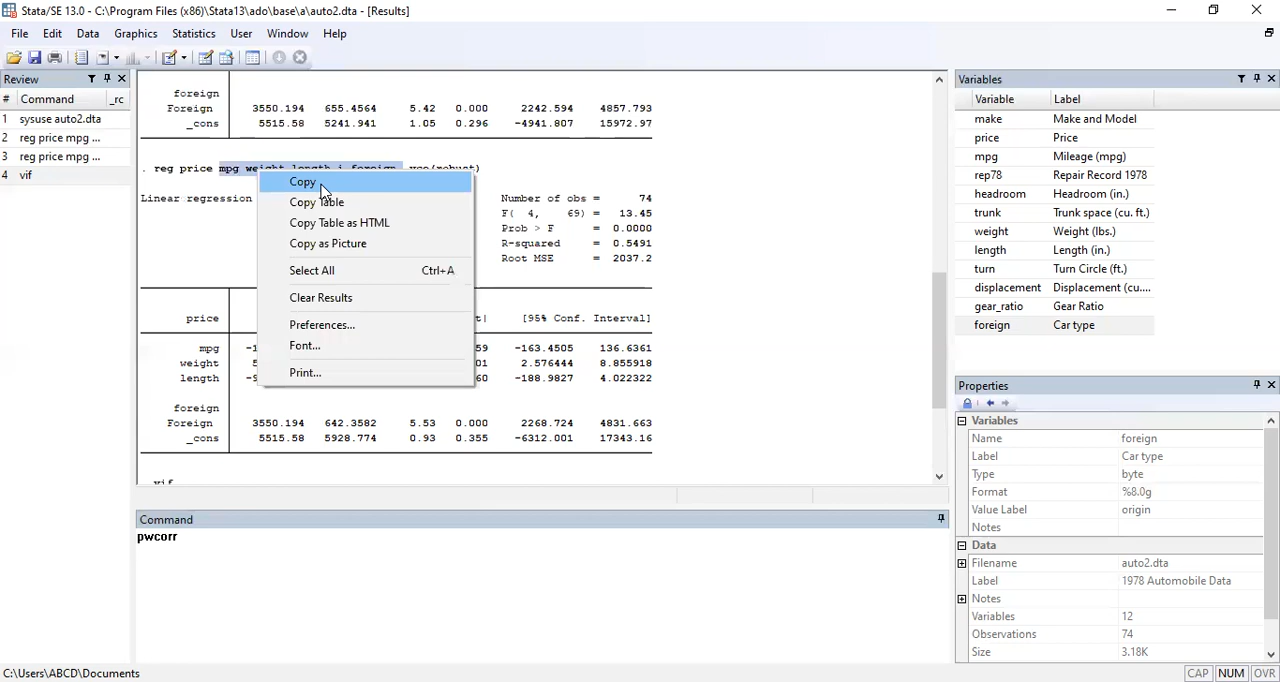 Stata/SE 13.0 - C:\Program Files (x86)\Stata13\ado\base\a\auto2.dta - [Results]
File Edit Data Graphics Statistics User Window Help
Review
# Command _rc
1 sysuse auto2.dta
2 reg price mpg ...
3 reg price mpg ...
4 vif
foreign
Foreign 3550.194 655.4564 5.42 0.000 2242.594 4857.793
_cons 5515.58 5241.941 1.05 0.296 -4941.807 15972.97
. reg price mpg weight length i.foreign, vce(robust)
Linear regression
Number of obs = 74
F( 4, 69) = 13.45
Prob > F = 0.0000
R-squared = 0.5491
Root MSE = 2037.2
price t| [95% Conf. Interval]
mpg -1 59 -163.4505 136.6361
weight 5 01 2.576444 8.855918
length -9 60 -188.9827 4.022322
foreign
Foreign 3550.194 642.3582 5.53 0.000 2268.724 4831.663
_cons 5515.58 5928.774 0.93 0.355 -6312.001 17343.16
. vif
Copy
Copy Table
Copy Table as HTML
Copy as Picture
Select All Ctrl+A
Clear Results
Preferences...
Font...
Print...
Command
pwcorr
Variables
Variable Label
make Make and Model
price Price
mpg Mileage (mpg)
rep78 Repair Record 1978
headroom Headroom (in.)
trunk Trunk space (cu. ft.)
weight Weight (lbs.)
length Length (in.)
turn Turn Circle (ft.)
displacement Displacement (cu....
gear_ratio Gear Ratio
foreign Car type
Properties
Variables
Name foreign
Label Car type
Type byte
Format %8.0g
Value Label origin
Notes
Data
Filename auto2.dta
Label 1978 Automobile Data
Notes
Variables 12
Observations 74
Size 3.18K
C:\Users\ABCD\Documents
CAP NUM OVR